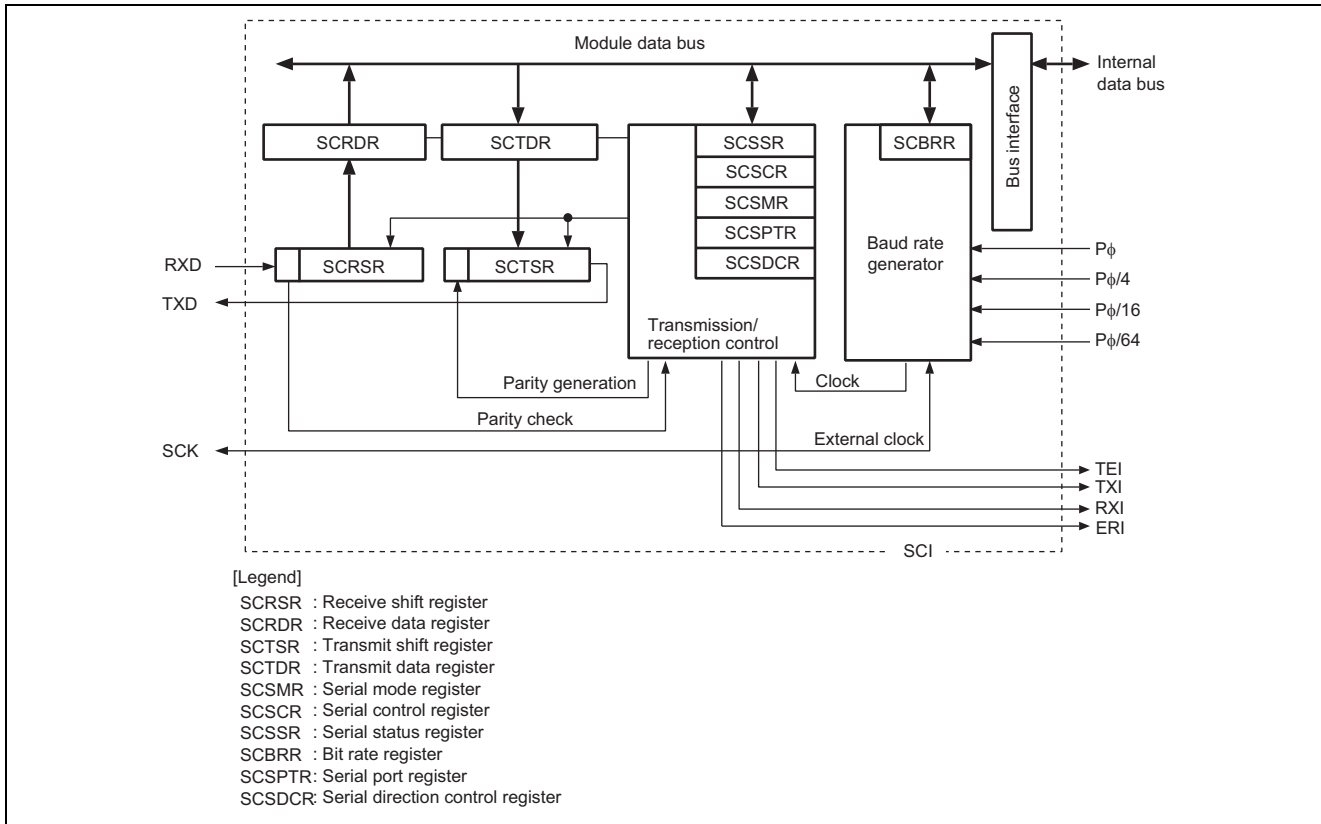 Module data bus
Internal
data bus
Bus interface
SCRDR
SCTDR
SCSSR
SCBRR
SCSCR
SCSMR
SCSPTR
SCSDCR
Baud rate
generator
RXD
SCRSR
SCTSR
TXD
Pϕ
Pϕ/4
Pϕ/16
Pϕ/64
Transmission/
reception control
Parity generation
Clock
Parity check
SCK
External clock
TEI
TXI
RXI
ERI
SCI
[Legend]
SCRSR : Receive shift register
SCRDR : Receive data register
SCTSR : Transmit shift register
SCTDR : Transmit data register
SCSMR : Serial mode register
SCSCR : Serial control register
SCSSR : Serial status register
SCBRR : Bit rate register
SCSPTR: Serial port register
SCSDCR: Serial direction control register